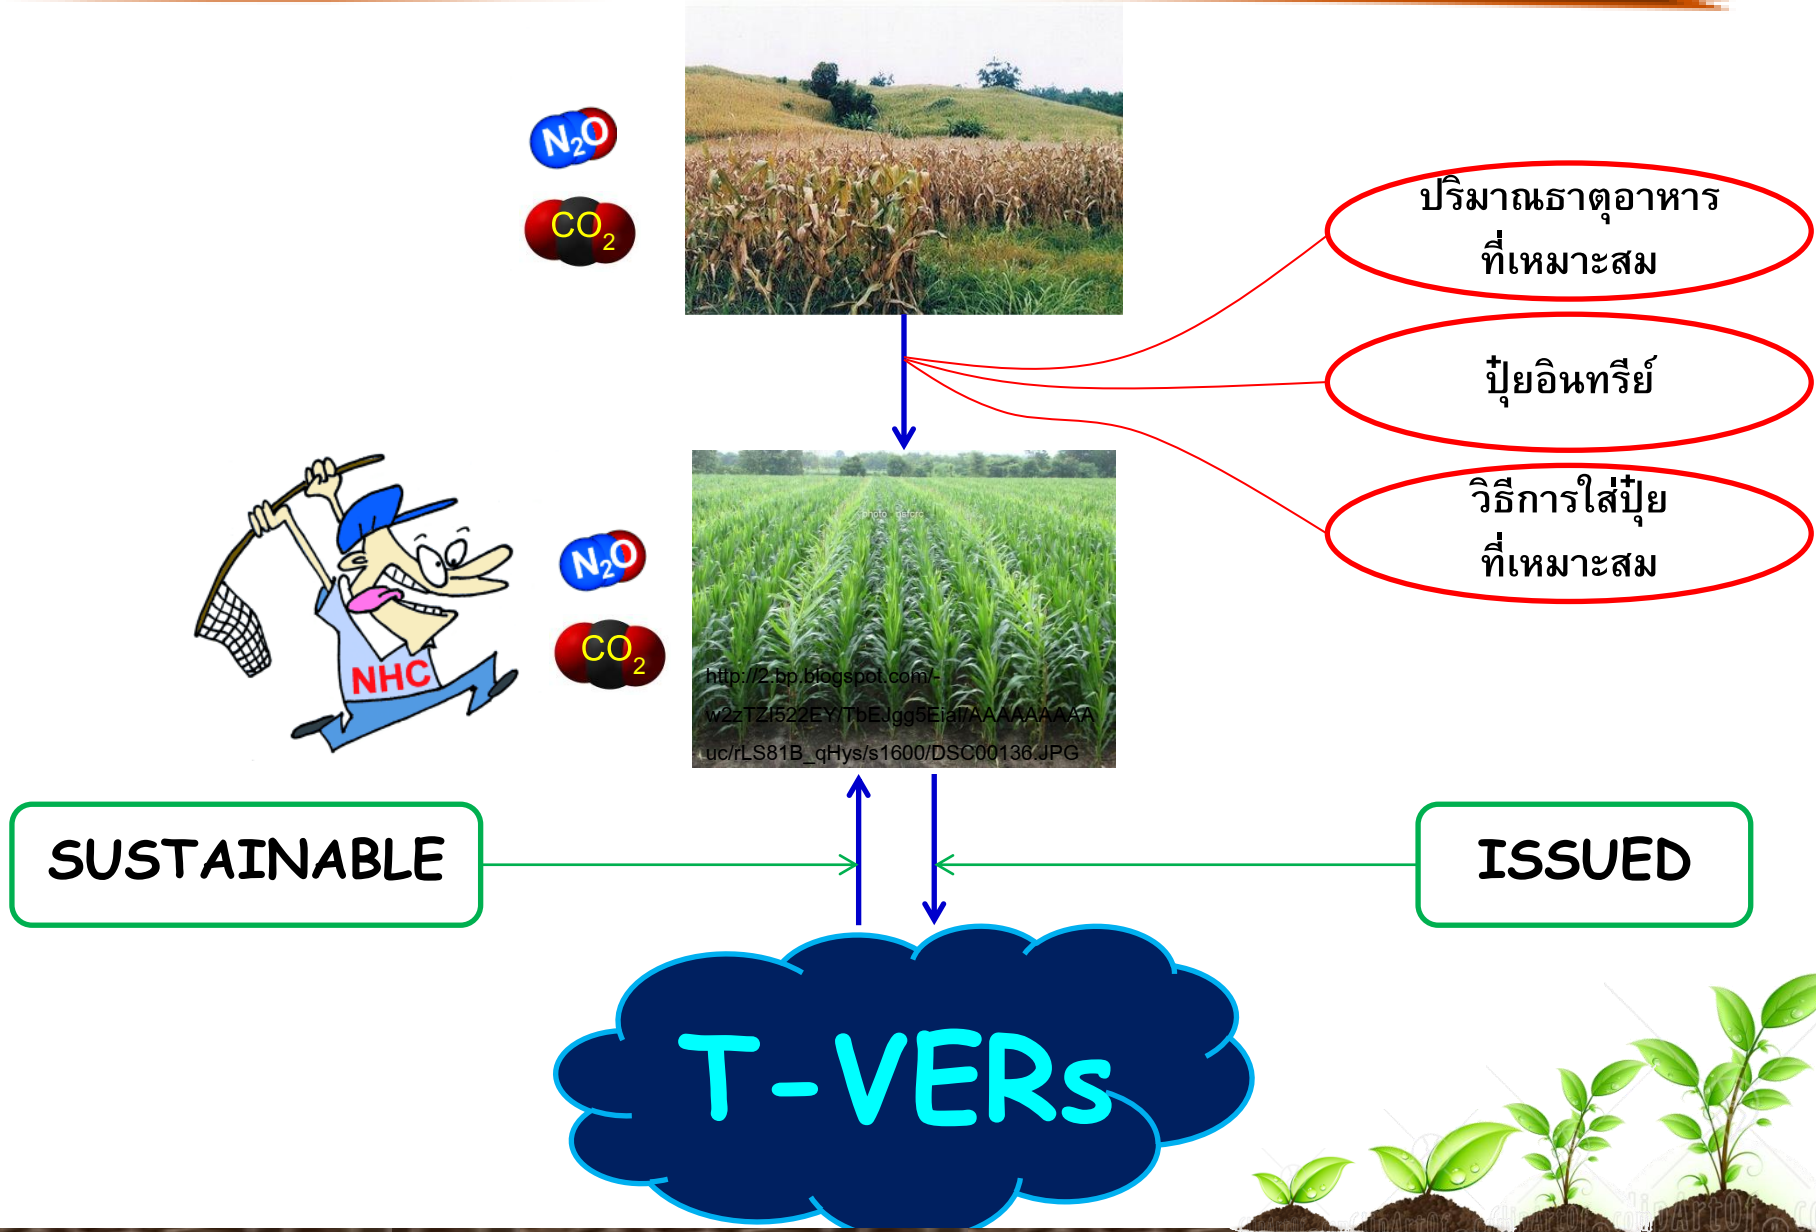 N2O
CO2
ปริมาณธาตุอาหาร
ที่เหมาะสม
ปุ๋ยอินทรีย์
วิธีการใส่ปุ๋ย
ที่เหมาะสม
NHC
N2O
CO2
http://2.bp.blogspot.com/-
uc/rLS81B_qHys/s1600/DSC00136.JPG
SUSTAINABLE
ISSUED
T-VERs